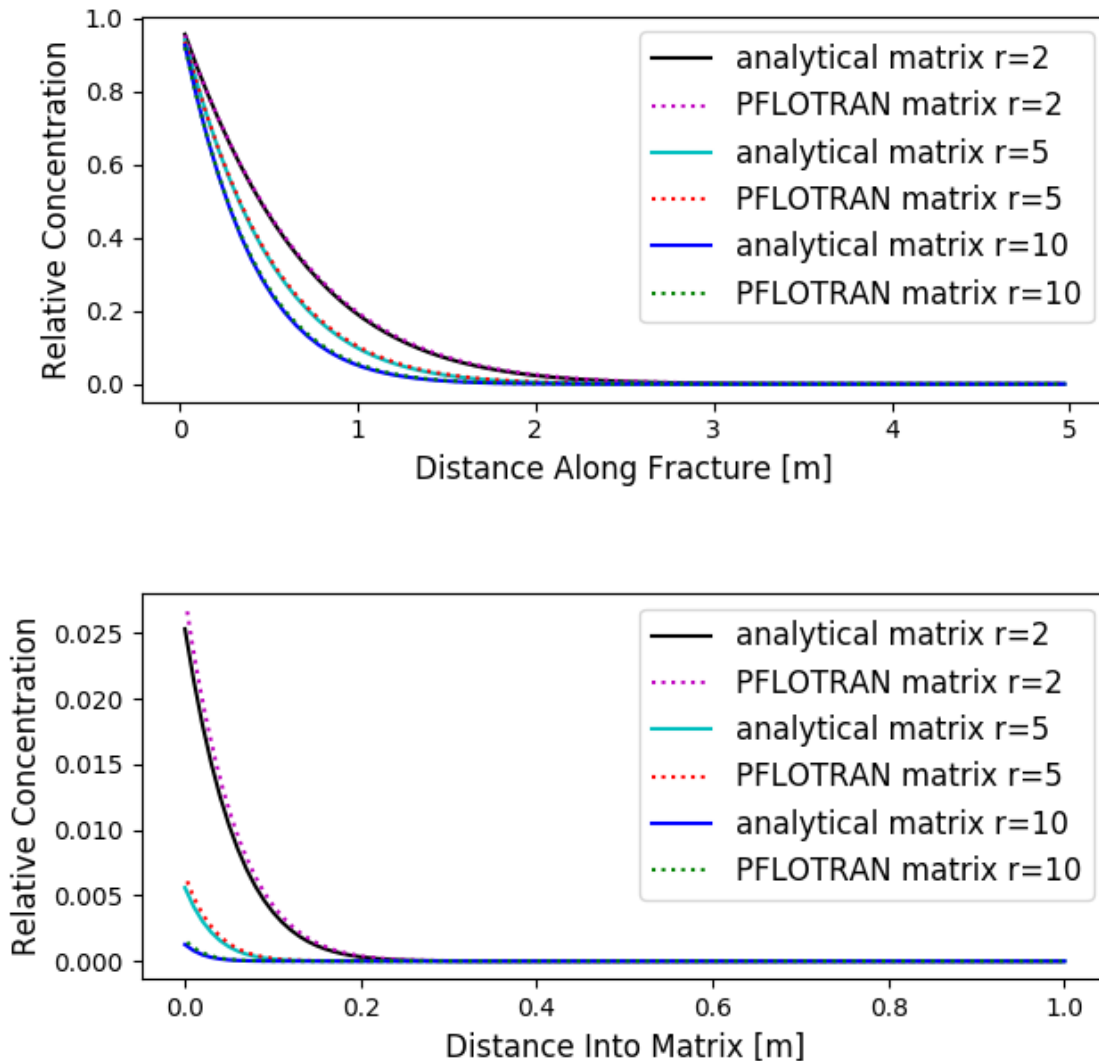 1.0
0.8
0.6
0.4
0.2
0.0
Relative Concentration
analytical matrix r=2
PFLOTRAN matrix r=2
analytical matrix r=5
PFLOTRAN matrix r=5
analytical matrix r=10
PFLOTRAN matrix r=10
0 1 2 3 4 5
Distance Along Fracture [m]
0.025
0.020
0.015
0.010
0.005
0.000
Relative Concentration
analytical matrix r=2
PFLOTRAN matrix r=2
analytical matrix r=5
PFLOTRAN matrix r=5
analytical matrix r=10
PFLOTRAN matrix r=10
0.0 0.2 0.4 0.6 0.8 1.0
Distance Into Matrix [m]